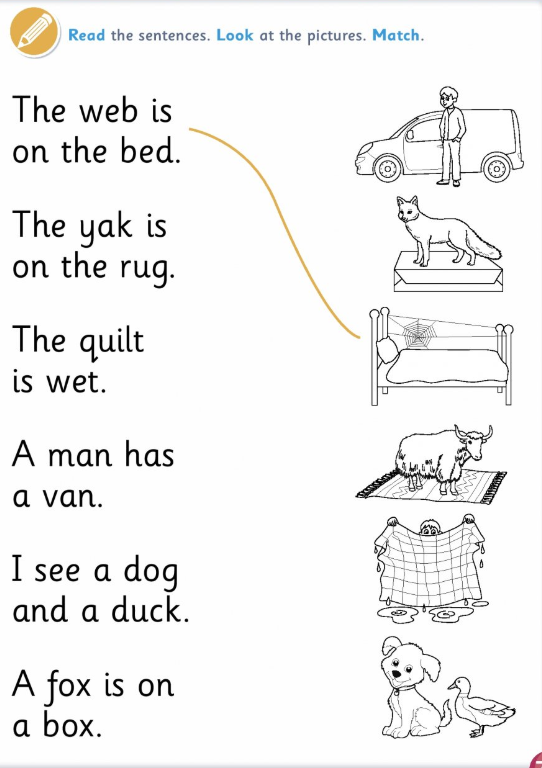 Read the sentences. Look at the pictures. Match.
The web is
on the bed.
The yak is
on the rug.
The quilt
is wet.
A man has
a van.
I see a dog
and a duck.
A fox is on
a box.